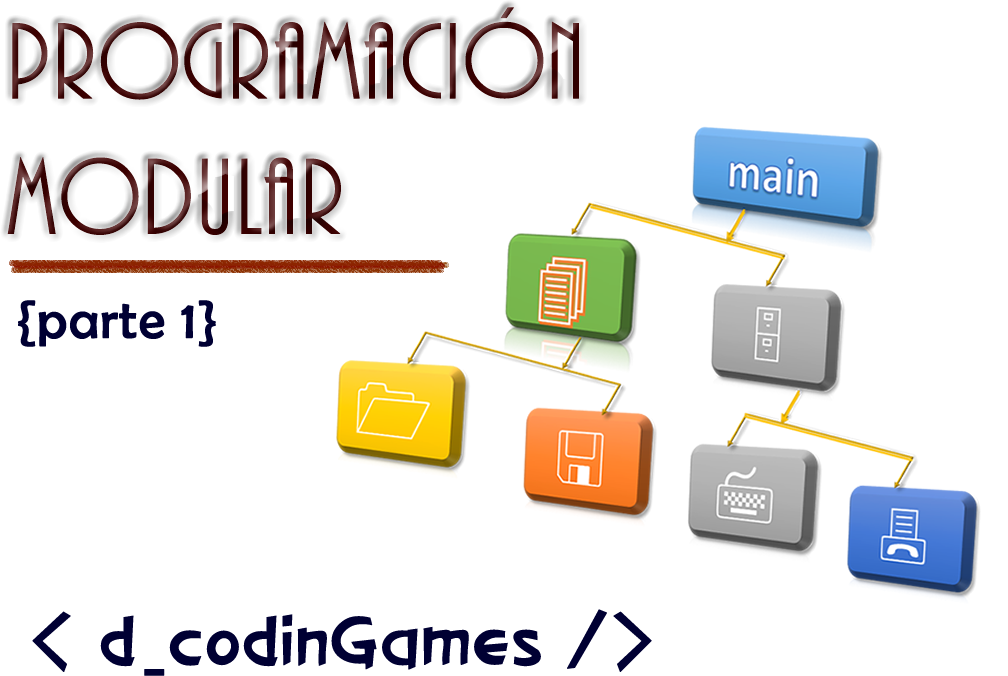 PROGRAMACIÓN
MODULAR
{parte 1}
main
< d_codinGames />